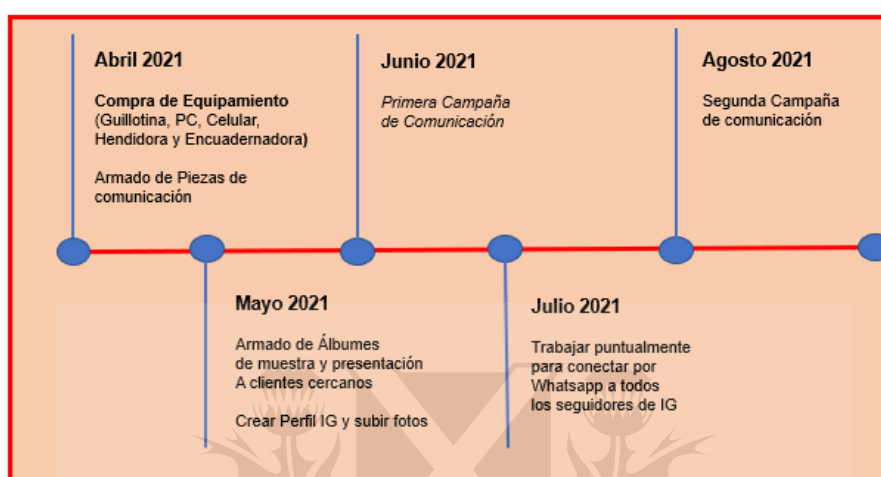 Abril 2021
Compra de Equipamiento
(Guillotina, PC, Celular,
Hendidora y Encuadernadora)
Armado de Piezas de
comunicación
Junio 2021
Primera Campaña
de Comunicación
Agosto 2021
Segunda Campaña
de comunicación
Mayo 2021
Armado de Álbumes
de muestra y presentación
A clientes cercanos
Crear Perfil IG y subir fotos
Julio 2021
Trabajar puntualmente
para conectar por
Whatsapp a todos
los seguidores de IG